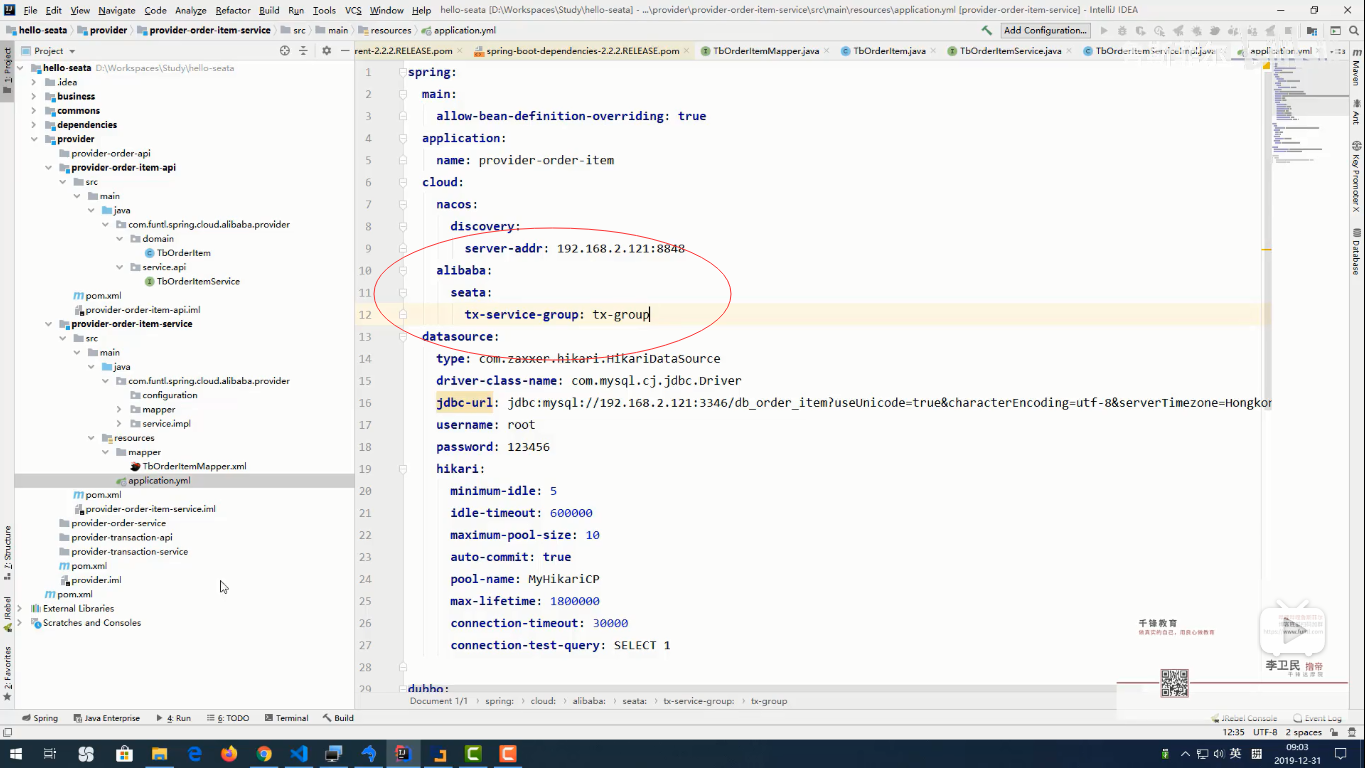 File Edit View Navigate Code Analyze Refactor Build Run Tools VCS Window Help hello-seata [D:\Workspaces\Study\hello-seata] - ...\provider\provider-order-item-service\src\main\resources\application.yml - IntelliJ IDEA
hello-seata provider provider-order-item-service src main resources application.yml Add Configuration...
Project
rent-2.2.2.RELEASE.pom spring-boot-dependencies-2.2.2.RELEASE.pom TbOrderItemMapper.java TbOrderItem.java TbOrderItemService.java TbOrderItemServiceImpl.java application.yml
hello-seata D:\Workspaces\Study\hello-seata
.idea
business
commons
dependencies
provider
provider-order-api
provider-order-item-api
src
main
java
com.funtl.spring.cloud.alibaba.provider
domain
TbOrderItem
service.api
TbOrderItemService
pom.xml
provider-order-item-api.iml
provider-order-item-service
src
main
java
com.funtl.spring.cloud.alibaba.provider
configuration
mapper
service.impl
resources
mapper
TbOrderItemMapper.xml
application.yml
pom.xml
provider-order-item-service.iml
provider-order-service
provider-transaction-api
provider-transaction-service
pom.xml
provider.iml
pom.xml
External Libraries
Scratches and Consoles
1: Project
Z: Structure
JRebel
2: Favorites
1 spring:
2 main:
3 allow-bean-definition-overriding: true
4 application:
5 name: provider-order-item
6 cloud:
7 nacos:
8 discovery:
9 server-addr: 192.168.2.121:8848
10 alibaba:
11 seata:
12 tx-service-group: tx-group
13 datasource:
14 type: com.zaxxer.hikari.HikariDataSource
15 driver-class-name: com.mysql.cj.jdbc.Driver
16 jdbc-url: jdbc:mysql://192.168.2.121:3346/db_order_item?useUnicode=true&characterEncoding=utf-8&serverTimezone=Hongkon
17 username: root
18 password: 123456
19 hikari:
20 minimum-idle: 5
21 idle-timeout: 600000
22 maximum-pool-size: 10
23 auto-commit: true
24 pool-name: MyHikariCP
25 max-lifetime: 1800000
26 connection-timeout: 30000
27 connection-test-query: SELECT 1
28
29 dubbo:
Maven
Ant
Key Promoter X
Database
千锋教育
做真实的自己，用良心做教育
李卫民 指帝
Document 1/1 spring: cloud: alibaba: seata: tx-service-group: tx-group
Spring Java Enterprise 4: Run 6: TODO Terminal Build JRebel Console Event Log
12:35 UTF-8 2 spaces
英 拼
09:03
2019-12-31